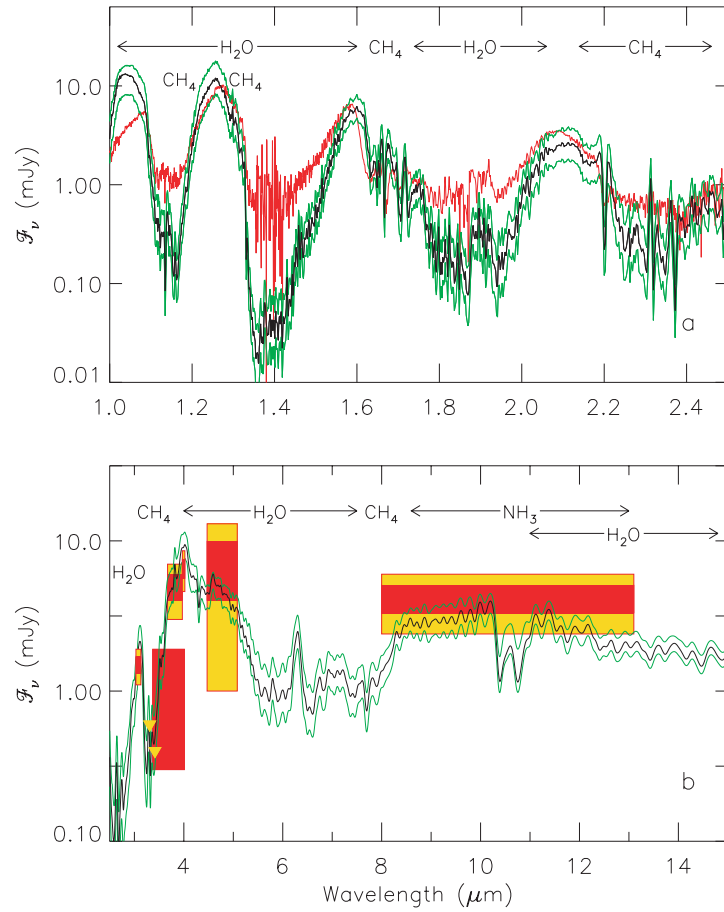 H₂O CH₄ H₂O CH₄
CH₄ CH₄
10.0
1.00
0.10
0.01
ℱν (mJy)
a
1.0 1.2 1.4 1.6 1.8 2.0 2.2 2.4
CH₄ H₂O CH₄ NH₃
H₂O
H₂O
10.0
1.00
0.10
ℱν (mJy)
b
4 6 8 10 12 14
Wavelength (μm)